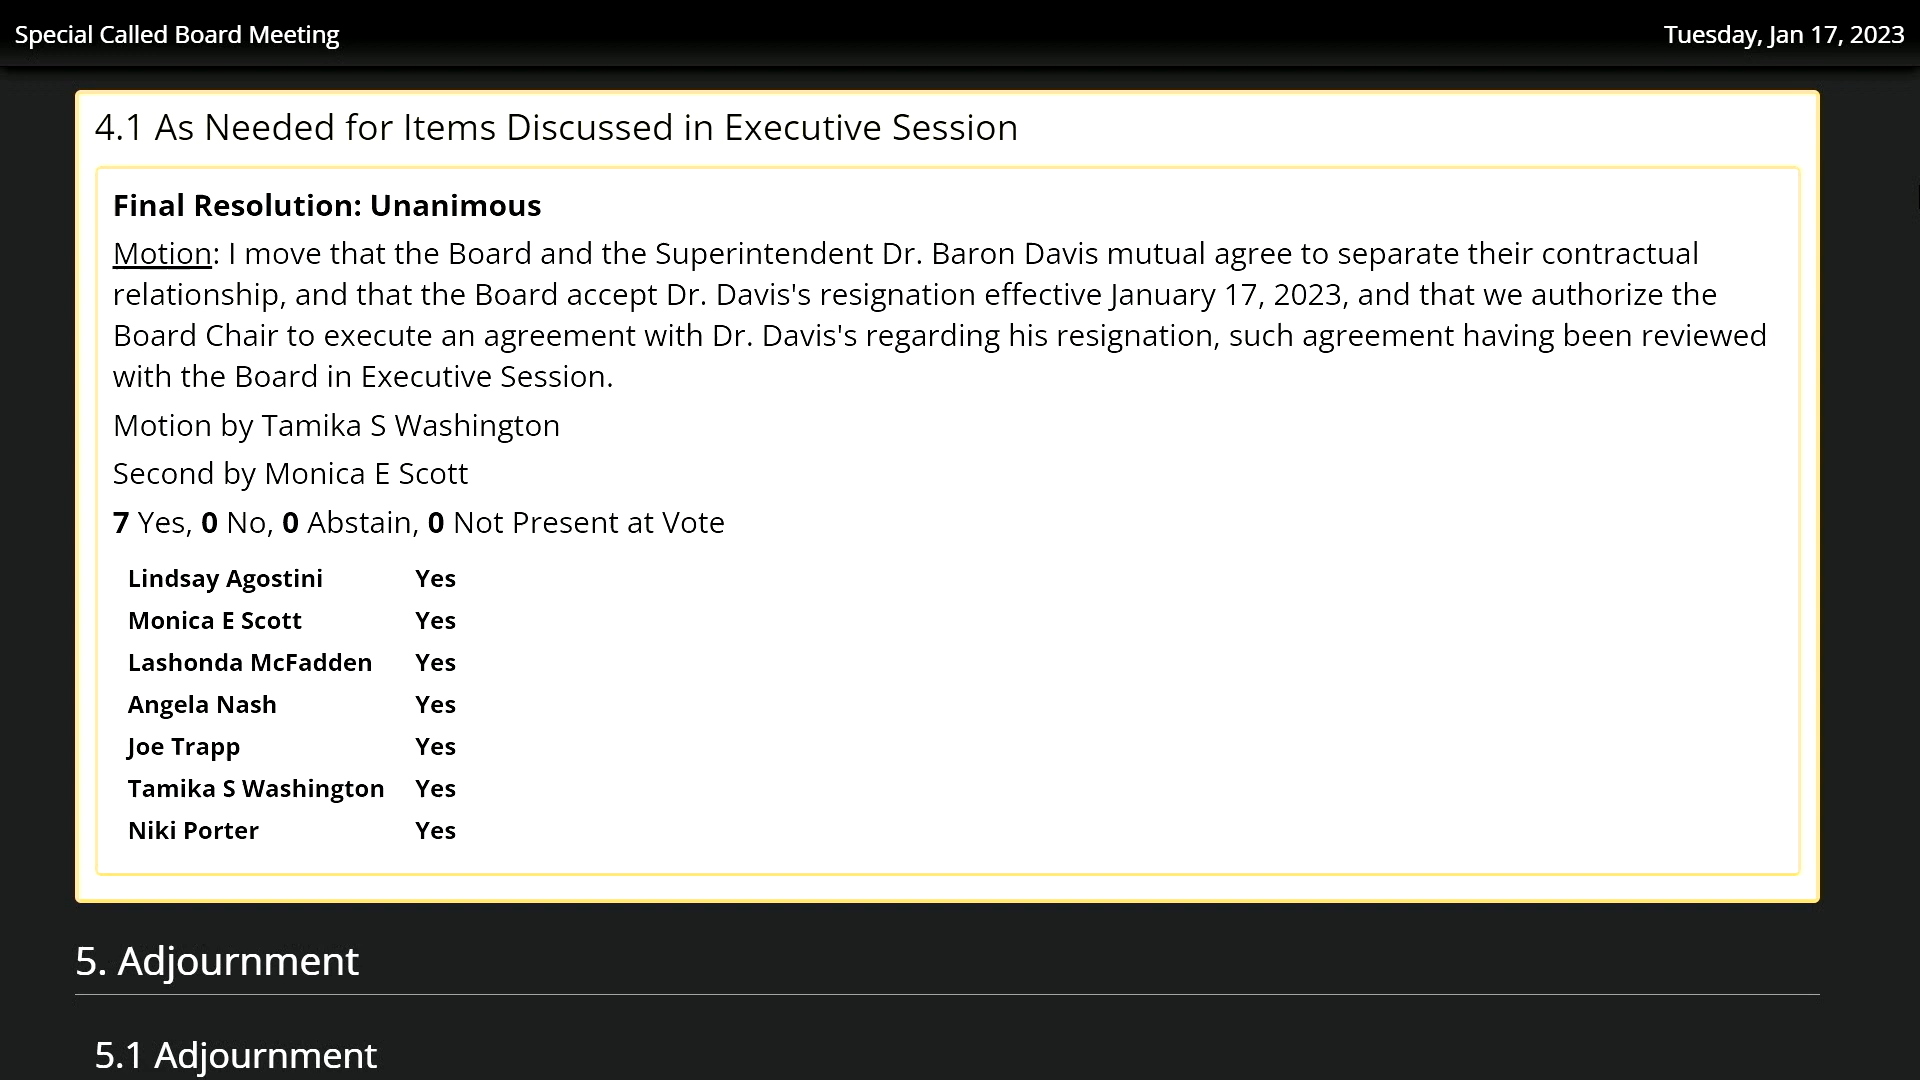 Special Called Board Meeting
Tuesday, Jan 17, 2023
4.1 As Needed for Items Discussed in Executive Session
Final Resolution: Unanimous
Motion: I move that the Board and the Superintendent Dr. Baron Davis mutual agree to separate their contractual
relationship, and that the Board accept Dr. Davis's resignation effective January 17, 2023, and that we authorize the
Board Chair to execute an agreement with Dr. Davis's regarding his resignation, such agreement having been reviewed
with the Board in Executive Session.
Motion by Tamika S Washington
Second by Monica E Scott
7 Yes, 0 No, 0 Abstain, 0 Not Present at Vote
Lindsay Agostini Yes
Monica E Scott Yes
Lashonda McFadden Yes
Angela Nash Yes
Joe Trapp Yes
Tamika S Washington Yes
Niki Porter Yes
5. Adjournment
5.1 Adjournment